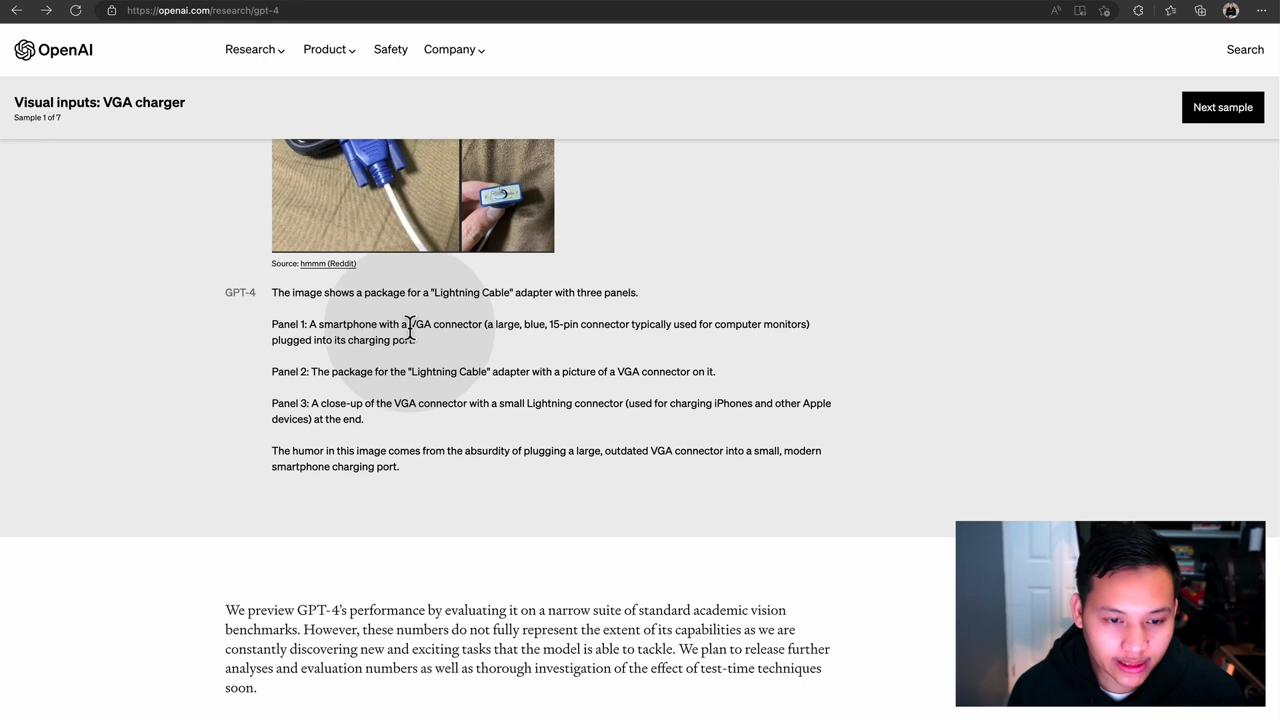 https://openai.com/research/gpt-4
OpenAI
Research
Product
Safety
Company
Search
Visual inputs: VGA charger
Sample 1 of 7
Next sample
Source: hmmm (Reddit)
GPT-4
The image shows a package for a "Lightning Cable" adapter with three panels.
Panel 1: A smartphone with a VGA connector (a large, blue, 15-pin connector typically used for computer monitors)
plugged into its charging port.
Panel 2: The package for the "Lightning Cable" adapter with a picture of a VGA connector on it.
Panel 3: A close-up of the VGA connector with a small Lightning connector (used for charging iPhones and other Apple
devices) at the end.
The humor in this image comes from the absurdity of plugging a large, outdated VGA connector into a small, modern
smartphone charging port.
We preview GPT-4's performance by evaluating it on a narrow suite of standard academic vision
benchmarks. However, these numbers do not fully represent the extent of its capabilities as we are
constantly discovering new and exciting tasks that the model is able to tackle. We plan to release further
analyses and evaluation numbers as well as thorough investigation of the effect of test-time techniques
soon.